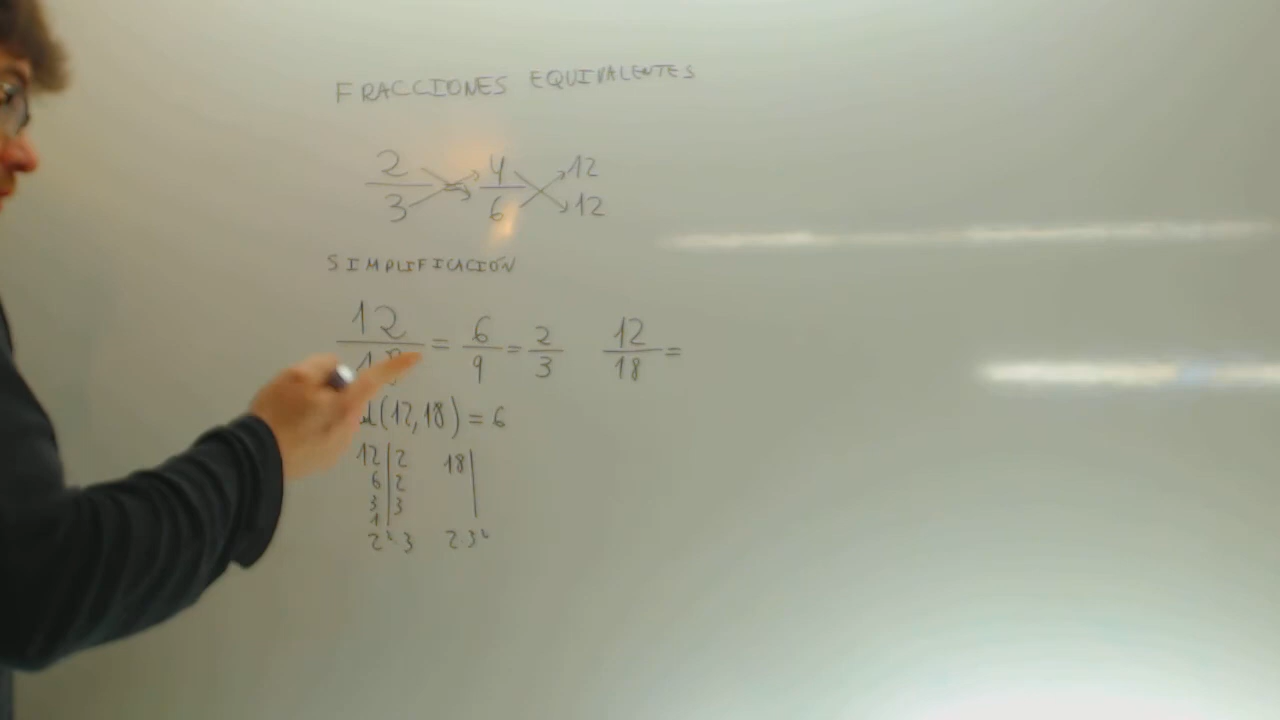 FRACCIONES EQUIVALENTES
2 4 12
3 6 12
SIMPLIFICACIÓN
12 = 6 = 2 12 =
9 3 18
(12,18) = 6
12 | 2 18 |
6 | 2
3 | 3
1
2² 3 2 3²